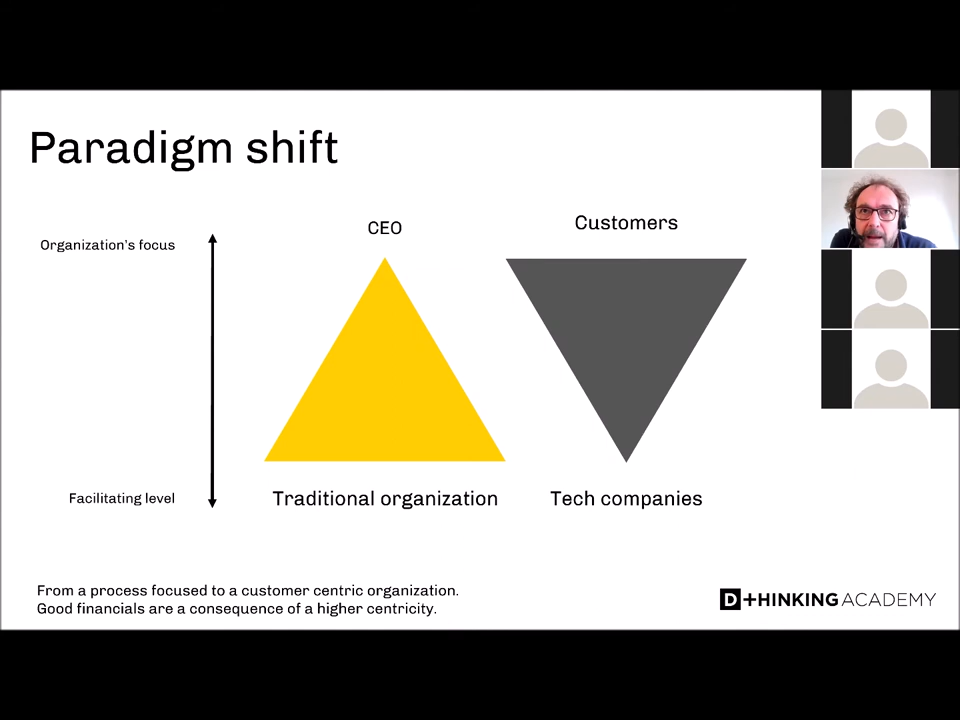 Paradigm shift
Organization's focus
CEO
Customers
Facilitating level
Traditional organization
Tech companies
From a process focused to a customer centric organization.
Good financials are a consequence of a higher centricity.
D+HINKING ACADEMY